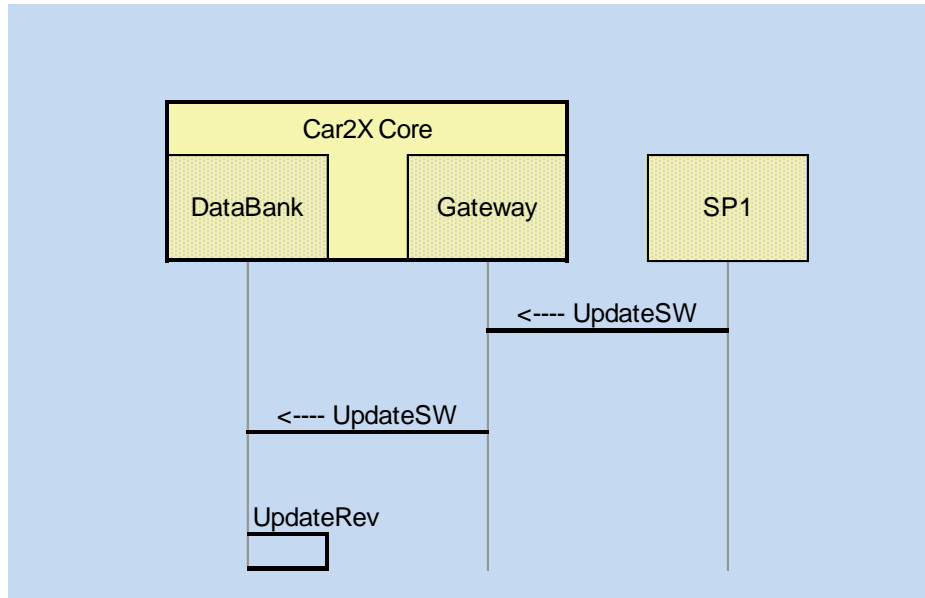 Car2X Core
DataBank
Gateway
SP1
<---- UpdateSW
<---- UpdateSW
UpdateRev